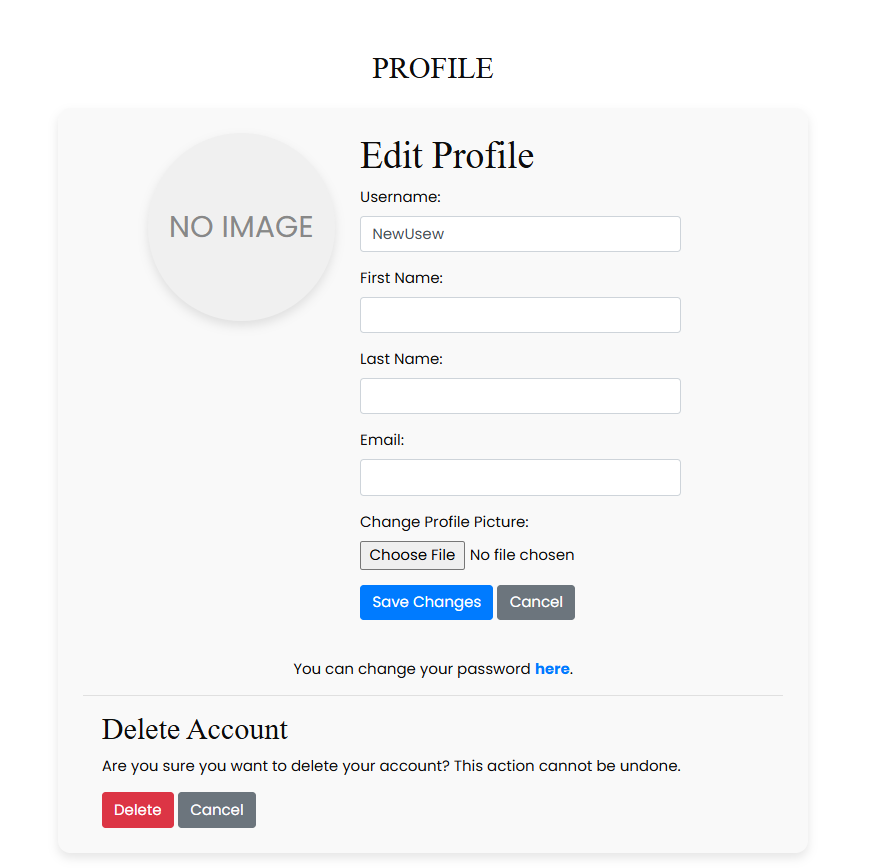 PROFILE
NO IMAGE
Edit Profile
Username:
NewUsew
First Name:
Last Name:
Email:
Change Profile Picture:
Choose File No file chosen
Save Changes Cancel
You can change your password here.
Delete Account
Are you sure you want to delete your account? This action cannot be undone.
Delete Cancel